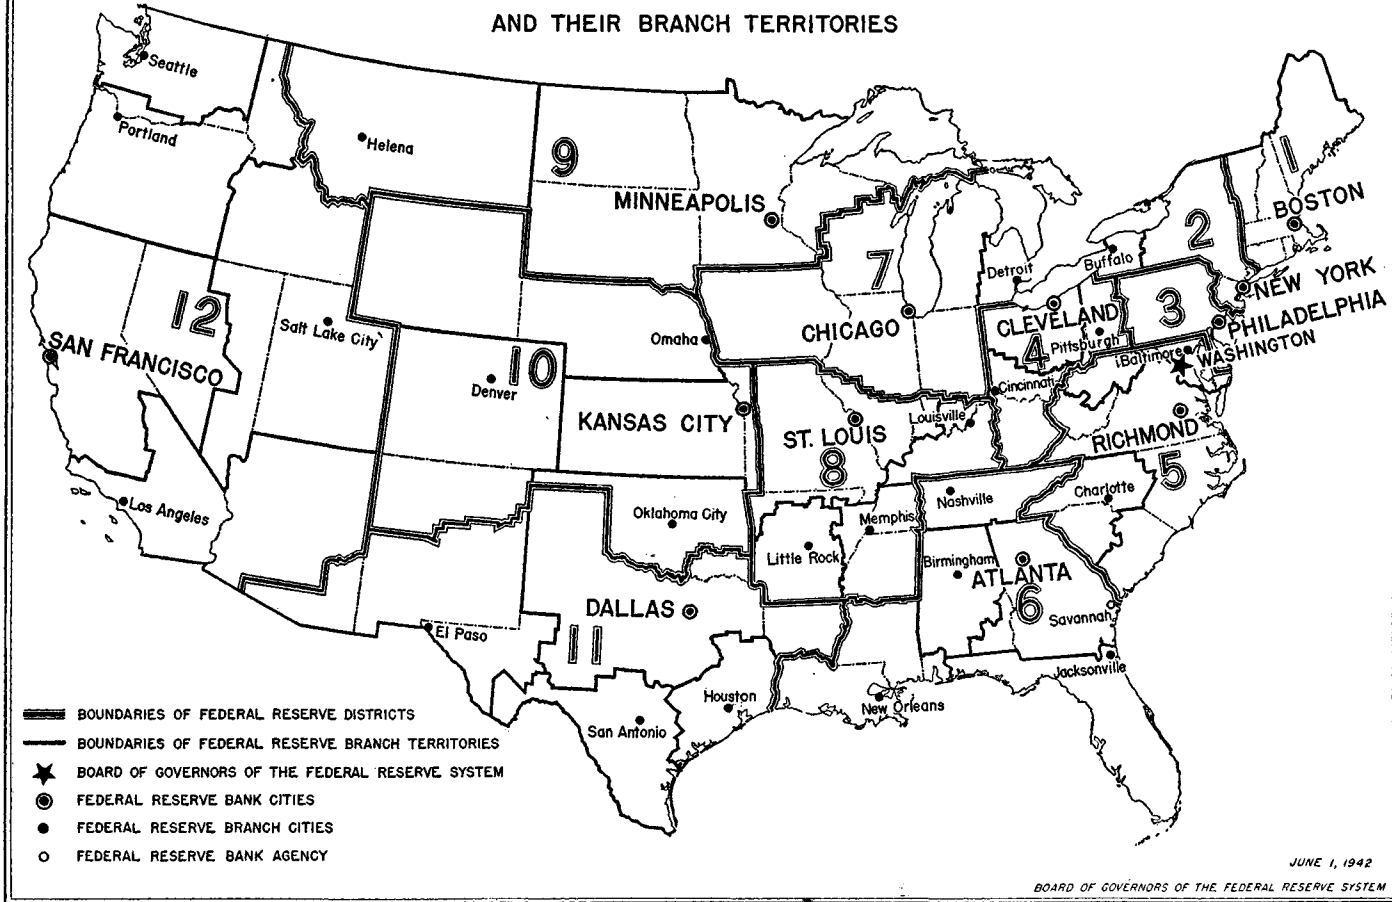 AND THEIR BRANCH TERRITORIES
Seattle
Portland
Helena
9
MINNEAPOLIS
1
BOSTON
2
Buffalo
7
Detroit
NEW YORK
12
SAN FRANCISCO
Salt Lake City
Omaha
CHICAGO
CLEVELAND
4
Pittsburgh
3
PHILADELPHIA
Baltimore
WASHINGTON
10
Denver
Cincinnati
KANSAS CITY
ST. LOUIS
8
Louisville
RICHMOND
5
Los Angeles
Oklahoma City
Memphis
Nashville
Charlotte
Little Rock
Birmingham
ATLANTA
6
Savannah
DALLAS
11
El Paso
Jacksonville
Houston
San Antonio
New Orleans
BOUNDARIES OF FEDERAL RESERVE DISTRICTS
BOUNDARIES OF FEDERAL RESERVE BRANCH TERRITORIES
BOARD OF GOVERNORS OF THE FEDERAL RESERVE SYSTEM
FEDERAL RESERVE BANK CITIES
FEDERAL RESERVE BRANCH CITIES
FEDERAL RESERVE BANK AGENCY
JUNE 1, 1942
BOARD OF GOVERNORS OF THE FEDERAL RESERVE SYSTEM